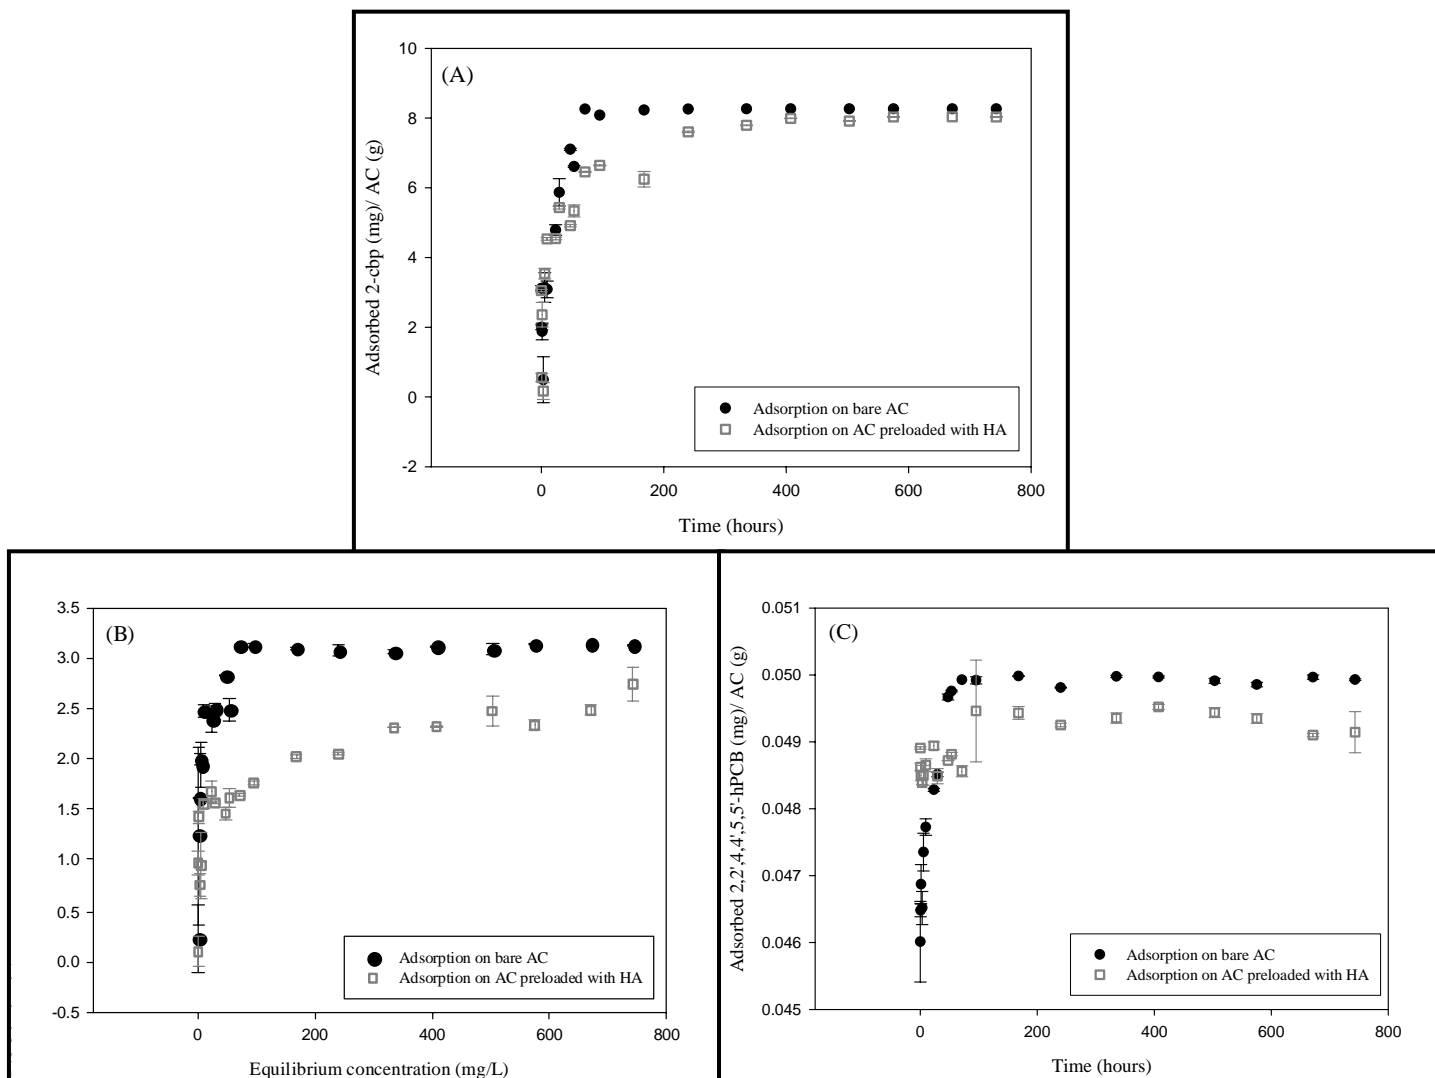 (A)
10
8
6
4
2
0
-2
Adsorbed 2-cbp (mg)/ AC (g)
Adsorption on bare AC
Adsorption on AC preloaded with HA
0 200 400 600 800
Time (hours)
(B)
3.5
3.0
2.5
2.0
1.5
1.0
0.5
0.0
-0.5
Adsorption on bare AC
Adsorption on AC preloaded with HA
0 200 400 600 800
Equilibrium concentration (mg/L)
(C)
0.051
0.050
0.049
0.048
0.047
0.046
0.045
Adsorbed 2,2',4,4',5,5'-hPCB (mg)/ AC (g)
Adsorption on bare AC
Adsorption on AC preloaded with HA
0 200 400 600 800
Time (hours)